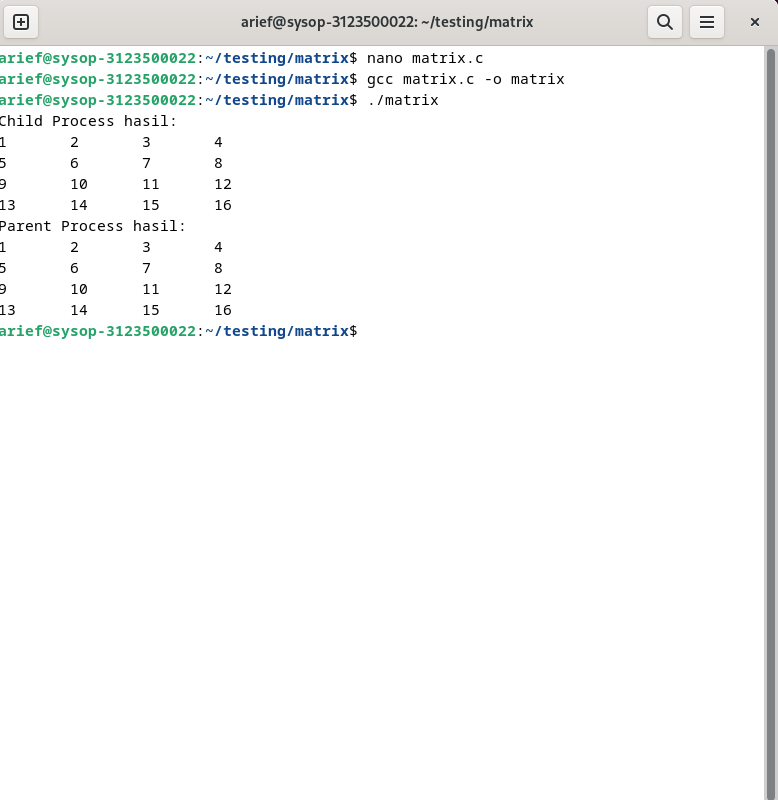 arief@sysop-3123500022: ~/testing/matrix
arief@sysop-3123500022:~/testing/matrix$ nano matrix.c
arief@sysop-3123500022:~/testing/matrix$ gcc matrix.c -o matrix
arief@sysop-3123500022:~/testing/matrix$ ./matrix
Child Process hasil:
1 2 3 4
5 6 7 8
9 10 11 12
13 14 15 16
Parent Process hasil:
1 2 3 4
5 6 7 8
9 10 11 12
13 14 15 16
arief@sysop-3123500022:~/testing/matrix$